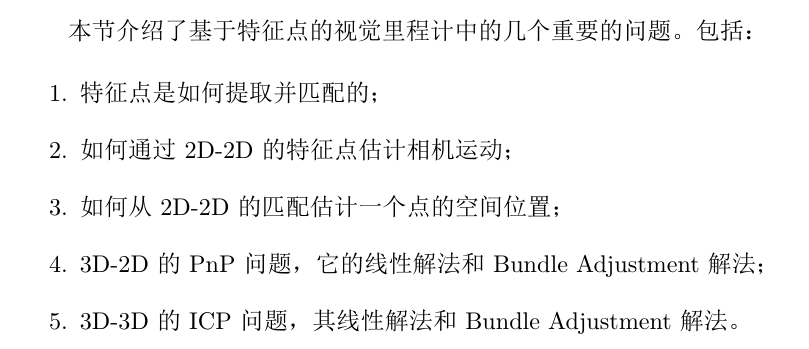 本节介绍了基于特征点的视觉里程计中的几个重要的问题。包括：
1. 特征点是如何提取并匹配的；
2. 如何通过 2D-2D 的特征点估计相机运动；
3. 如何从 2D-2D 的匹配估计一个点的空间位置；
4. 3D-2D 的 PnP 问题，它的线性解法和 Bundle Adjustment 解法；
5. 3D-3D 的 ICP 问题，其线性解法和 Bundle Adjustment 解法。